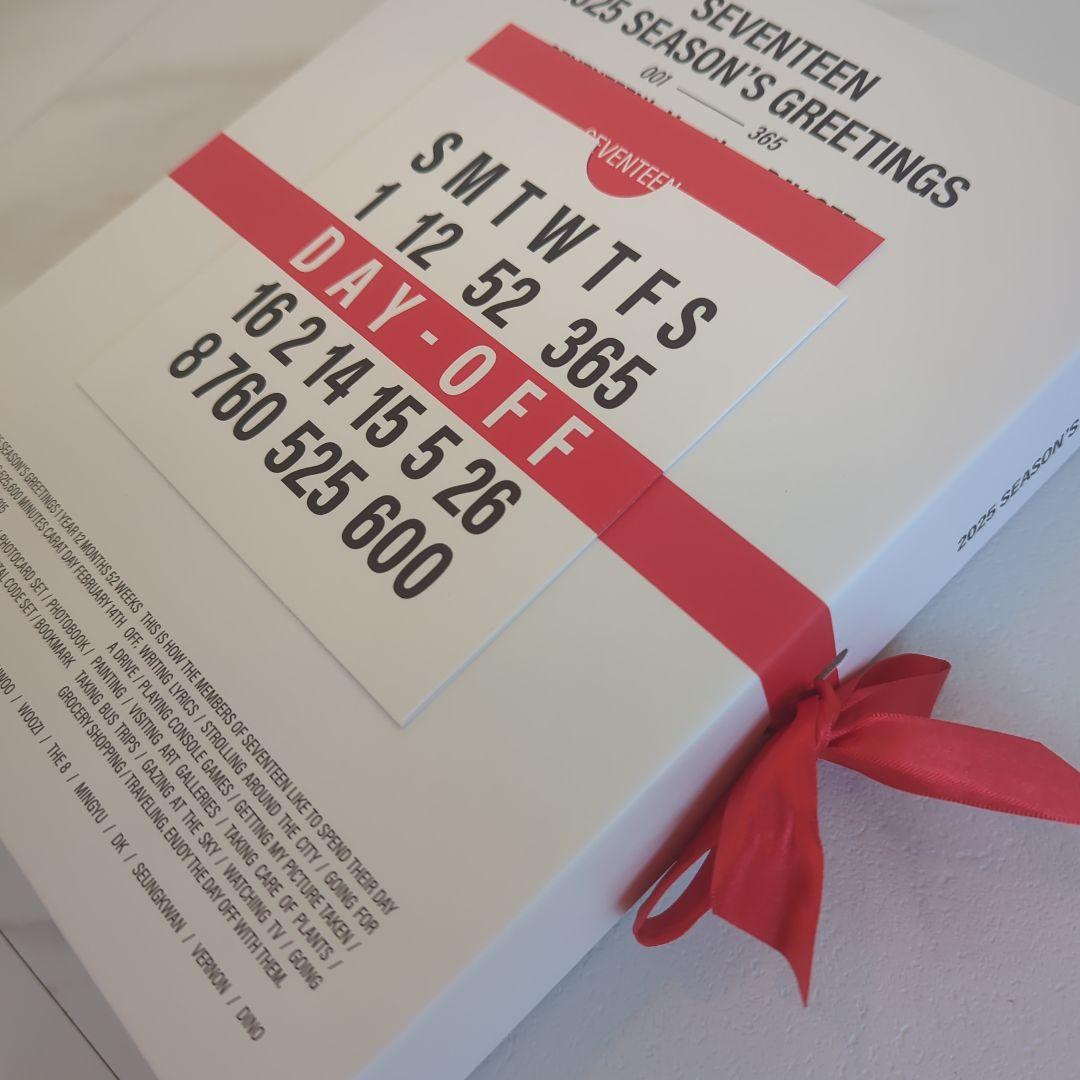 SEVENTEEN
2025 SEASON'S GREETINGS
001 365
SEVENTEEN
S M T W T F S
1 12 52 365
DAY-OFF
16 2 14 15 5 26
8 760 525 600
SEASON'S GREETINGS 1 YEAR 12 MONTHS 52 WEEKS THIS IS HOW THE MEMBERS OF SEVENTEEN LIKE TO SPEND THEIR DAY
MINUTES CARAT DAY FEBRUARY 14TH OFF. WRITING LYRICS / STROLLING AROUND THE CITY / GOING FOR
A DRIVE / PLAYING CONSOLE GAMES / GETTING MY PICTURE TAKEN /
PHOTOCARD SET / PHOTOBOOK / PAINTING / VISITING ART GALLERIES / TAKING CARE OF PLANTS /
CODE SET / BOOKMARK TAKING BUS TRIPS / GAZING AT THE SKY / WATCHING TV / GOING
GROCERY SHOPPING / TRAVELING. ENJOY THE DAY OFF WITH THEM.
/ WOOZI / THE 8 / MINGYU / DK / SEUNGKWAN / VERNON / DINO
2025 SEASON'S